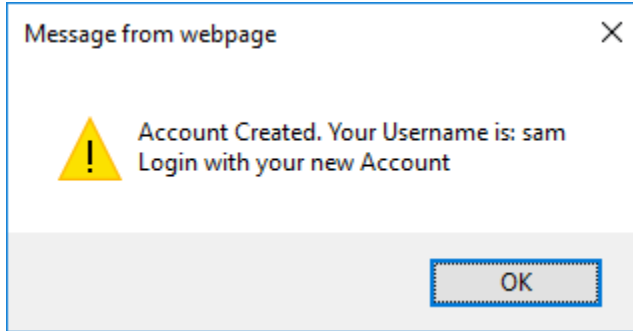 Message from webpage
Account Created. Your Username is: sam
Login with your new Account
OK